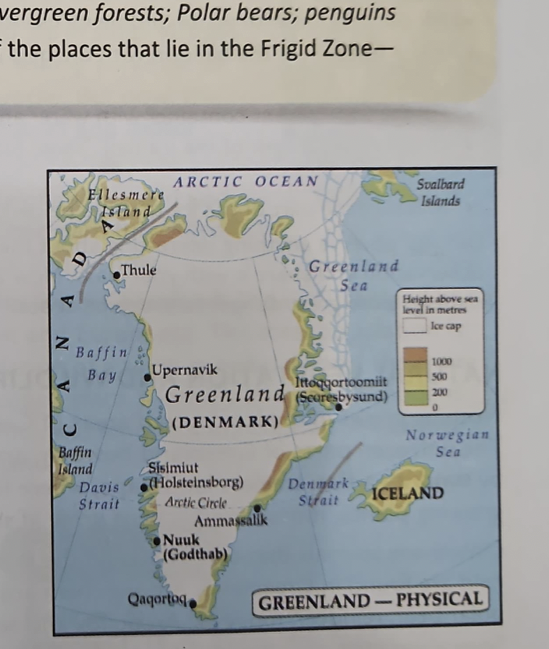 vergreen forests; Polar bears; penguins
the places that lie in the Frigid Zone—
ARCTIC OCEAN
Ellesmere
Island
Svalbard
Islands
CANADA
Thule
Greenland
Sea
Height above sea
level in metres
Ice cap
1000
500
200
0
Baffin
Bay
Upernavik
Greenland
(DENMARK)
Ittoqqortoormiit
(Scoresbysund)
Norwegian
Sea
Baffin
Island
Davis
Strait
Sisimiut
(Holsteinsborg)
Arctic Circle
Ammassalik
Denmark
Strait
ICELAND
Nuuk
(Godthab)
Qaqortoq
GREENLAND — PHYSICAL